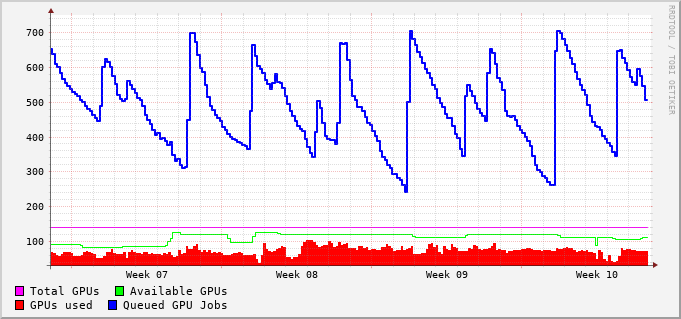 700
600
500
400
300
200
100
Week 07 Week 08 Week 09 Week 10
Total GPUs Available GPUs
GPUs used Queued GPU Jobs
RRDTOOL / TOBI OETIKER